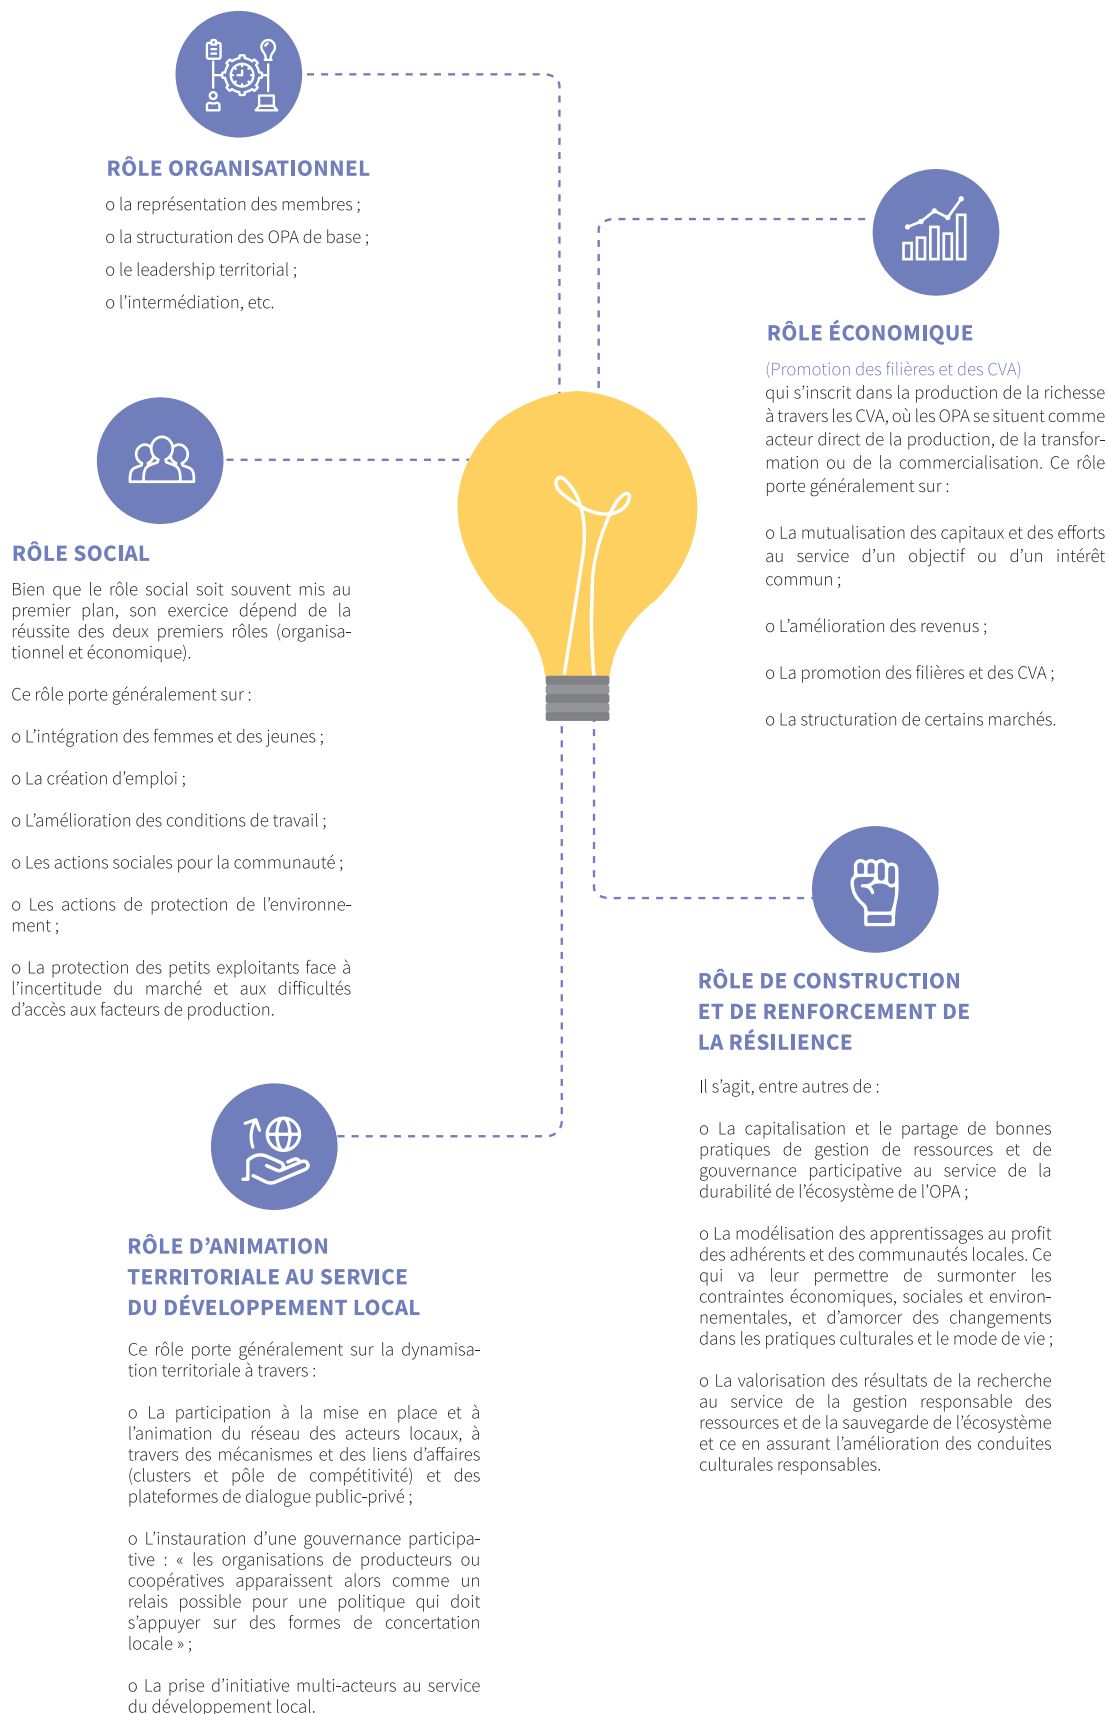 RÔLE ORGANISATIONNEL
o la représentation des membres ;
o la structuration des OPA de base ;
o le leadership territorial ;
o l’intermédiation, etc.
RÔLE ÉCONOMIQUE
(Promotion des filières et des CVA)
qui s’inscrit dans la production de la richesse
à travers les CVA, où les OPA se situent comme
acteur direct de la production, de la transfor-
mation ou de la commercialisation. Ce rôle
porte généralement sur :
o La mutualisation des capitaux et des efforts
au service d’un objectif ou d’un intérêt
commun ;
o L’amélioration des revenus ;
o La promotion des filières et des CVA ;
o La structuration de certains marchés.
RÔLE SOCIAL
Bien que le rôle social soit souvent mis au
premier plan, son exercice dépend de la
réussite des deux premiers rôles (organisa-
tionnel et économique).
Ce rôle porte généralement sur :
o L’intégration des femmes et des jeunes ;
o La création d’emploi ;
o L’amélioration des conditions de travail ;
o Les actions sociales pour la communauté ;
o Les actions de protection de l’environne-
ment ;
o La protection des petits exploitants face à
l’incertitude du marché et aux difficultés
d’accès aux facteurs de production.
RÔLE DE CONSTRUCTION
ET DE RENFORCEMENT DE
LA RÉSILIENCE
Il s’agit, entre autres de :
o La capitalisation et le partage de bonnes
pratiques de gestion de ressources et de
gouvernance participative au service de la
durabilité de l’écosystème de l’OPA ;
o La modélisation des apprentissages au profit
des adhérents et des communautés locales. Ce
qui va leur permettre de surmonter les
contraintes économiques, sociales et environ-
nementales, et d’amorcer des changements
dans les pratiques culturales et le mode de vie ;
o La valorisation des résultats de la recherche
au service de la gestion responsable des
ressources et de la sauvegarde de l’écosystème
et ce en assurant l’amélioration des conduites
culturales responsables.
RÔLE D’ANIMATION
TERRITORIALE AU SERVICE
DU DÉVELOPPEMENT LOCAL
Ce rôle porte généralement sur la dynamisa-
tion territoriale à travers :
o La participation à la mise en place et à
l’animation du réseau des acteurs locaux, à
travers des mécanismes et des liens d’affaires
(clusters et pôle de compétitivité) et des
plateformes de dialogue public-privé ;
o L’instauration d’une gouvernance participa-
tive : « les organisations de producteurs ou
coopératives apparaissent alors comme un
relais possible pour une politique qui doit
s’appuyer sur des formes de concertation
locale » ;
o La prise d’initiative multi-acteurs au service
du développement local.